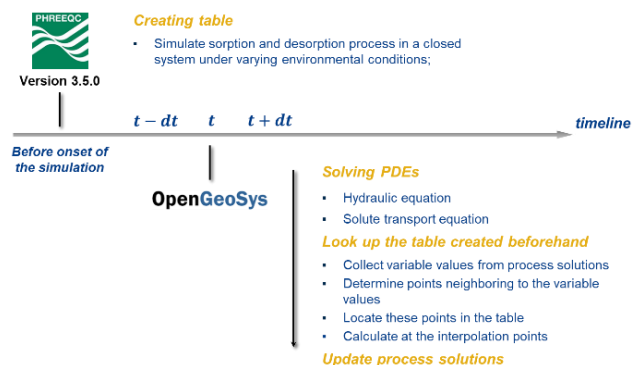 PHREEQC
Version 3.5.0
Creating table
▪ Simulate sorption and desorption process in a closed
system under varying environmental conditions;
t − dt t t + dt
timeline
Before onset of
the simulation
OpenGeoSys
Solving PDEs
▪ Hydraulic equation
▪ Solute transport equation
Look up the table created beforehand
▪ Collect variable values from process solutions
▪ Determine points neighboring to the variable
values
▪ Locate these points in the table
▪ Calculate at the interpolation points
Update process solutions